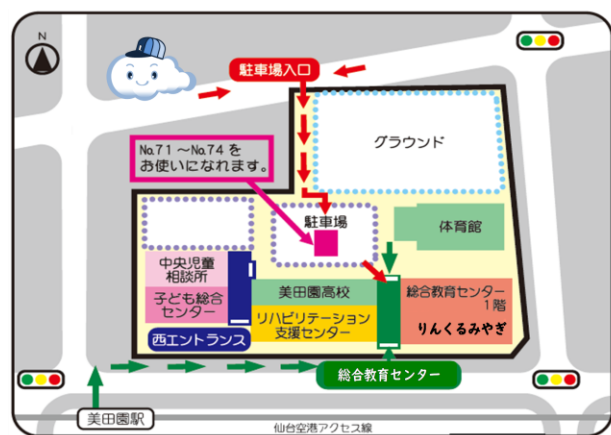 N
駐車場入口
No.71～No.74を
お使いになれます。
グラウンド
駐車場
体育館
中央児童
相談所
子ども総合
センター
美田園高校
リハビリテーション
支援センター
総合教育センター
1階
りんくるみやぎ
西エントランス
総合教育センター
美田園駅
仙台空港アクセス線